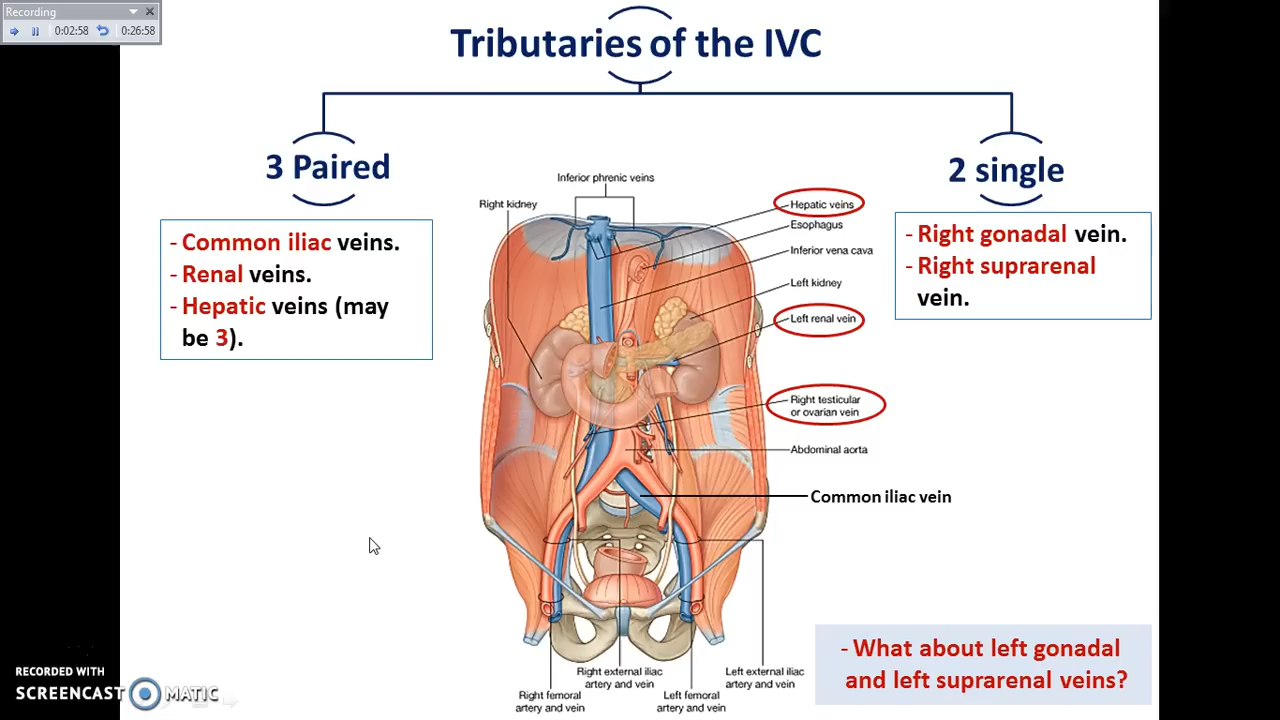 Recording
0:02:58
0:26:58
Tributaries of the IVC
3 Paired
- Common iliac veins.
- Renal veins.
- Hepatic veins (may
be 3).
2 single
- Right gonadal vein.
- Right suprarenal
vein.
Inferior phrenic veins
Right kidney
Hepatic veins
Esophagus
Inferior vena cava
Left kidney
Left renal vein
Right testicular
or ovarian vein
Abdominal aorta
Common iliac vein
Right external iliac
artery and vein
Left external iliac
artery and vein
Right femoral
artery and vein
Left femoral
artery and vein
- What about left gonadal
and left suprarenal veins?
RECORDED WITH
SCREENCAST MATIC